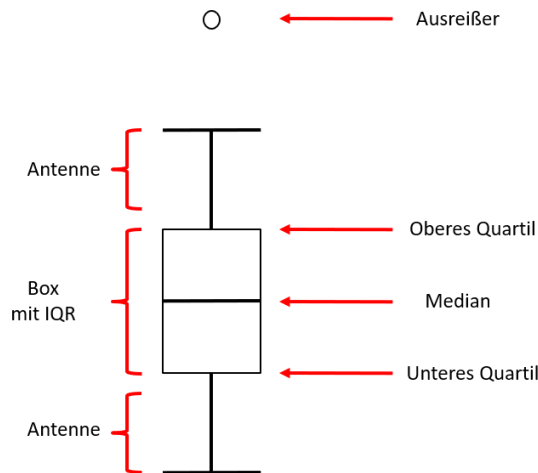 Ausreißer
Antenne
Oberes Quartil
Box
mit IQR
Median
Unteres Quartil
Antenne